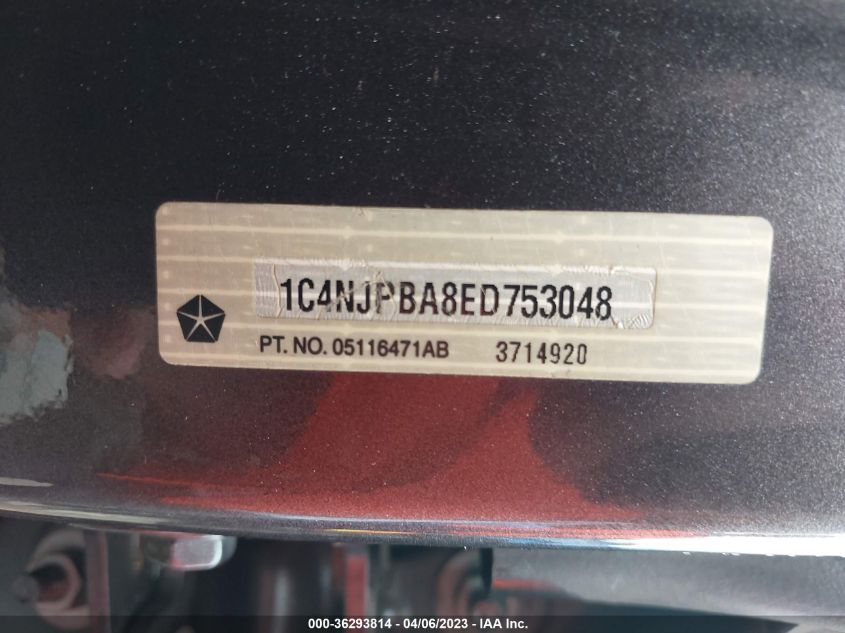 1C4NJPBA8ED753048
PT. NO. 05116471AB 3714920
000-36293814 - 04/06/2023 - IAA Inc.